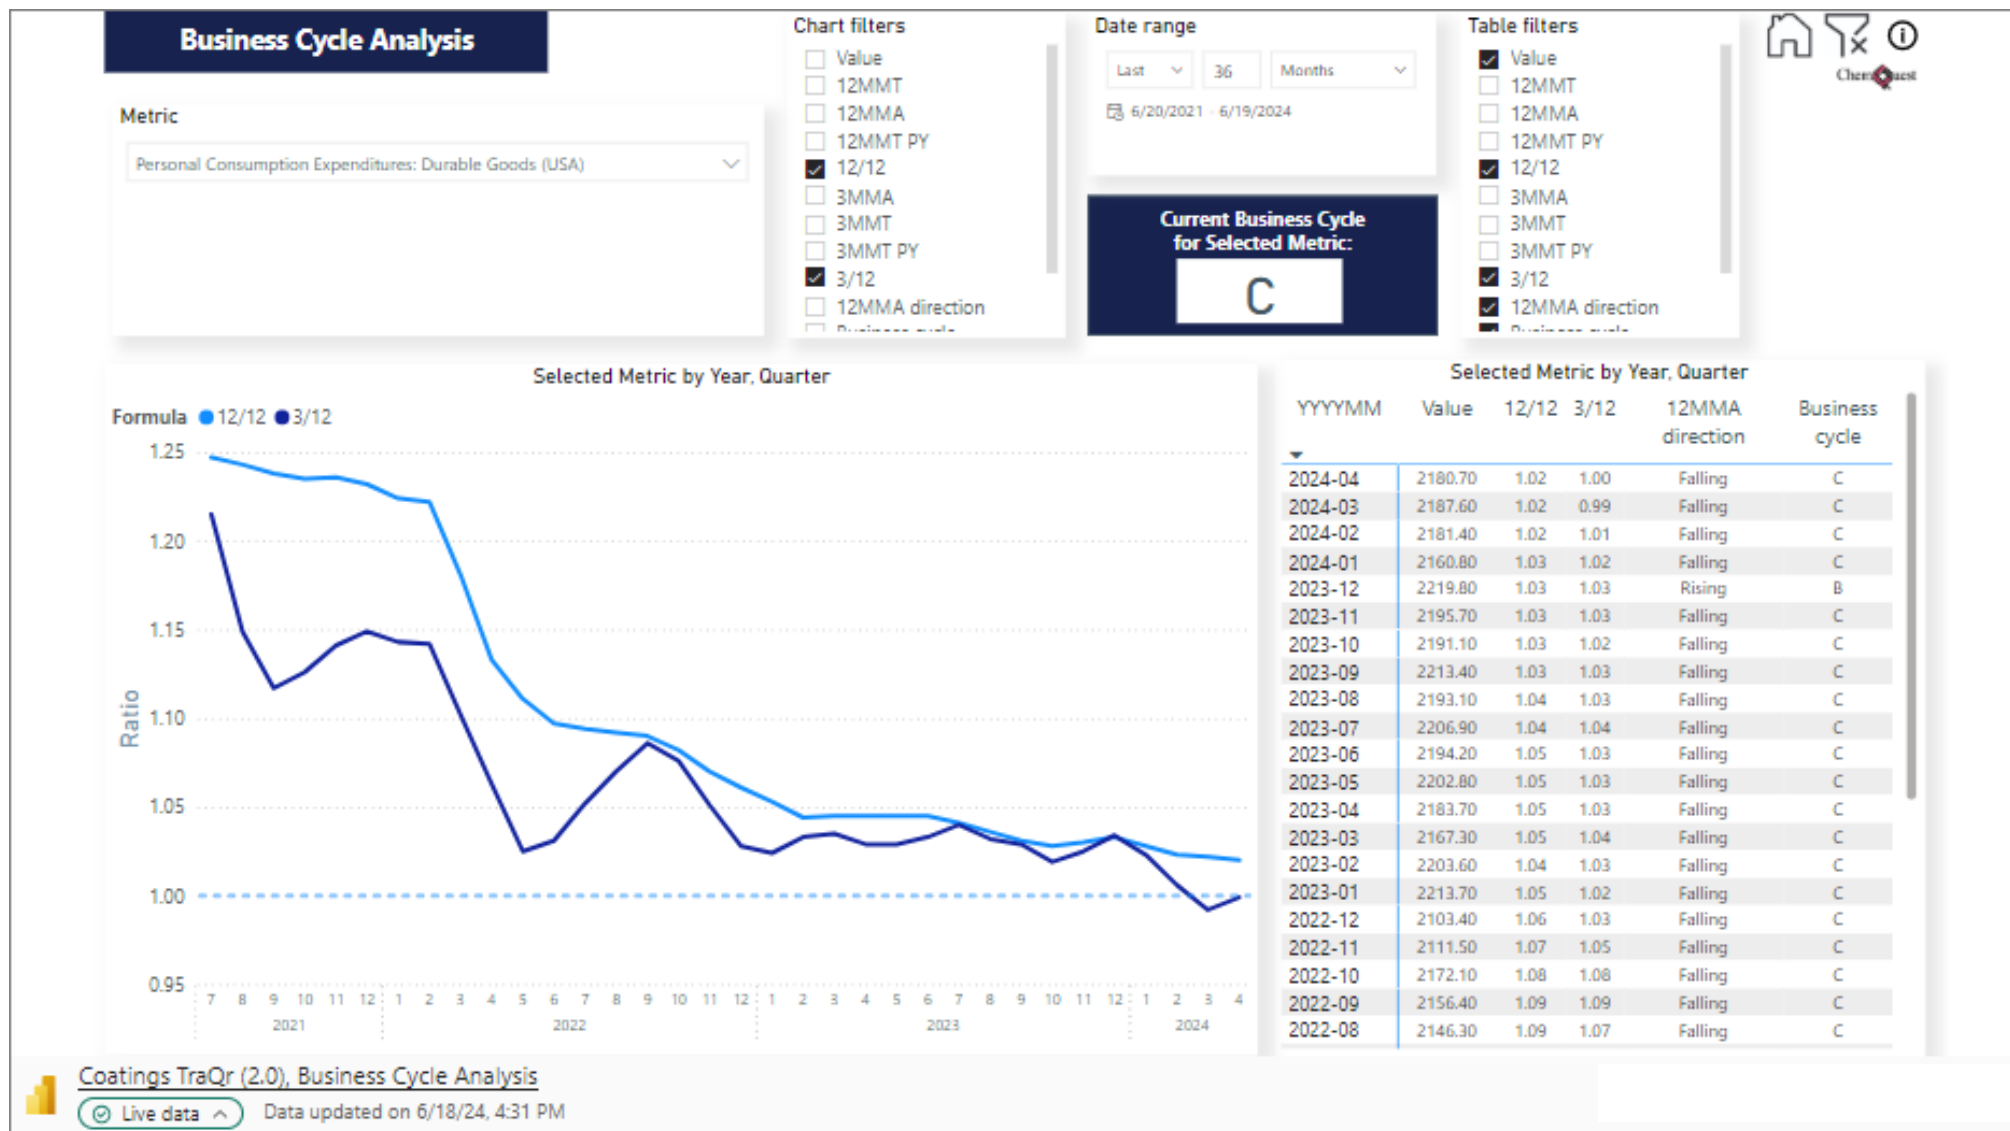 Business Cycle Analysis
Metric
Personal Consumption Expenditures: Durable Goods (USA)
Chart filters
Value
12MMT
12MMA
12MMT PY
12/12
3MMA
3MMT
3MMT PY
3/12
12MMA direction
Date range
Last 36 Months
6/20/2021 - 6/19/2024
Current Business Cycle
for Selected Metric:
C
Table filters
Value
12MMT
12MMA
12MMT PY
12/12
3MMA
3MMT
3MMT PY
3/12
12MMA direction
ChemQuest
Selected Metric by Year, Quarter
Formula 12/12 3/12
1.25
1.20
1.15
1.10
1.05
1.00
0.95
Ratio
7 8 9 10 11 12 1 2 3 4 5 6 7 8 9 10 11 12 1 2 3 4 5 6 7 8 9 10 11 12 1 2 3 4
2021 2022 2023 2024
Selected Metric by Year, Quarter
YYYYMM Value 12/12 3/12 12MMA Business
direction cycle
2024-04 2180.70 1.02 1.00 Falling C
2024-03 2187.60 1.02 0.99 Falling C
2024-02 2181.40 1.02 1.01 Falling C
2024-01 2160.80 1.03 1.02 Falling C
2023-12 2219.80 1.03 1.03 Rising B
2023-11 2195.70 1.03 1.03 Falling C
2023-10 2191.10 1.03 1.02 Falling C
2023-09 2213.40 1.03 1.03 Falling C
2023-08 2193.10 1.04 1.03 Falling C
2023-07 2206.90 1.04 1.04 Falling C
2023-06 2194.20 1.05 1.03 Falling C
2023-05 2202.80 1.05 1.03 Falling C
2023-04 2183.70 1.05 1.03 Falling C
2023-03 2167.30 1.05 1.04 Falling C
2023-02 2203.60 1.04 1.03 Falling C
2023-01 2213.70 1.05 1.02 Falling C
2022-12 2103.40 1.06 1.03 Falling C
2022-11 2111.50 1.07 1.05 Falling C
2022-10 2172.10 1.08 1.08 Falling C
2022-09 2156.40 1.09 1.09 Falling C
2022-08 2146.30 1.09 1.07 Falling C
Coatings TraQr (2.0), Business Cycle Analysis
Live data Data updated on 6/18/24, 4:31 PM